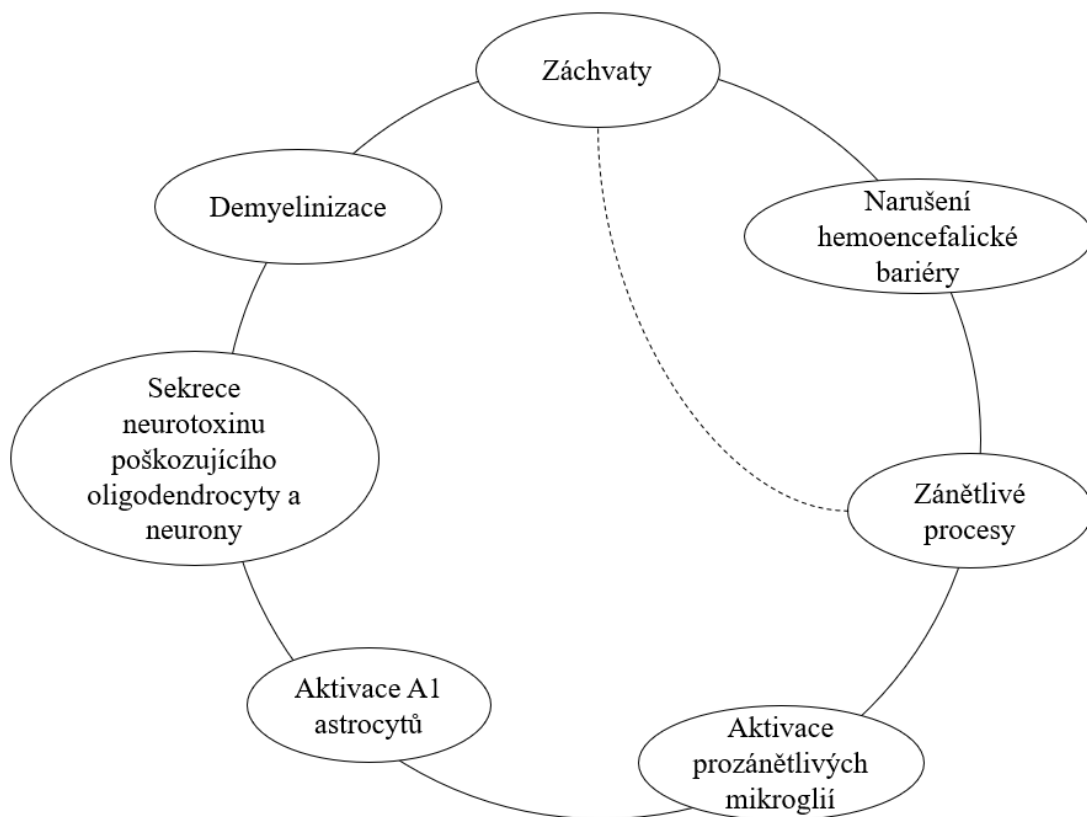 Záchvaty
Narušení
hemoencefalické
bariéry
Zánětlivé
procesy
Aktivace
prozánětlivých
mikroglií
Aktivace A1
astrocytů
Sekrece
neurotoxinu
poškozujícího
oligodendrocyty a
neurony
Demyelinizace